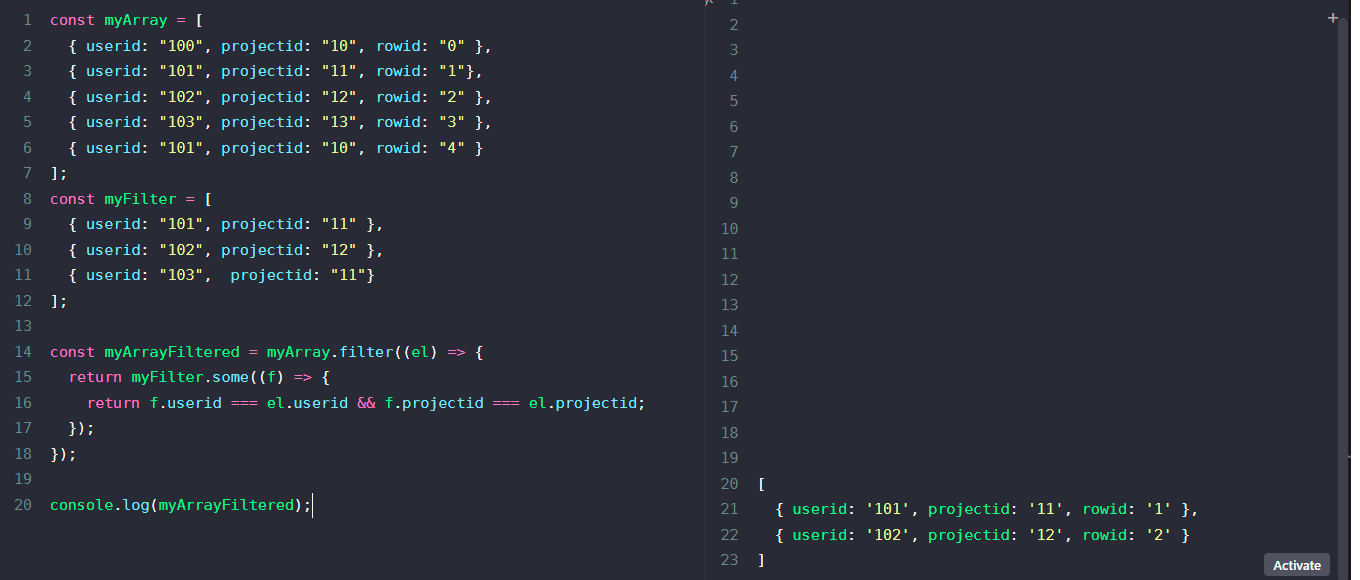 1 const myArray = [
2   { userid: "100", projectid: "10", rowid: "0" },
3   { userid: "101", projectid: "11", rowid: "1"},
4   { userid: "102", projectid: "12", rowid: "2" },
5   { userid: "103", projectid: "13", rowid: "3" },
6   { userid: "101", projectid: "10", rowid: "4" }
7 ];
8 const myFilter = [
9   { userid: "101", projectid: "11" },
10   { userid: "102", projectid: "12" },
11   { userid: "103",  projectid: "11"}
12 ];
13
14 const myArrayFiltered = myArray.filter((el) => {
15   return myFilter.some((f) => {
16     return f.userid === el.userid && f.projectid === el.projectid;
17   });
18 });
19
20 console.log(myArrayFiltered);
+
1
2
3
4
5
6
7
8
9
10
11
12
13
14
15
16
17
18
19
20 [
21   { userid: '101', projectid: '11', rowid: '1' },
22   { userid: '102', projectid: '12', rowid: '2' }
23 ]
Activate